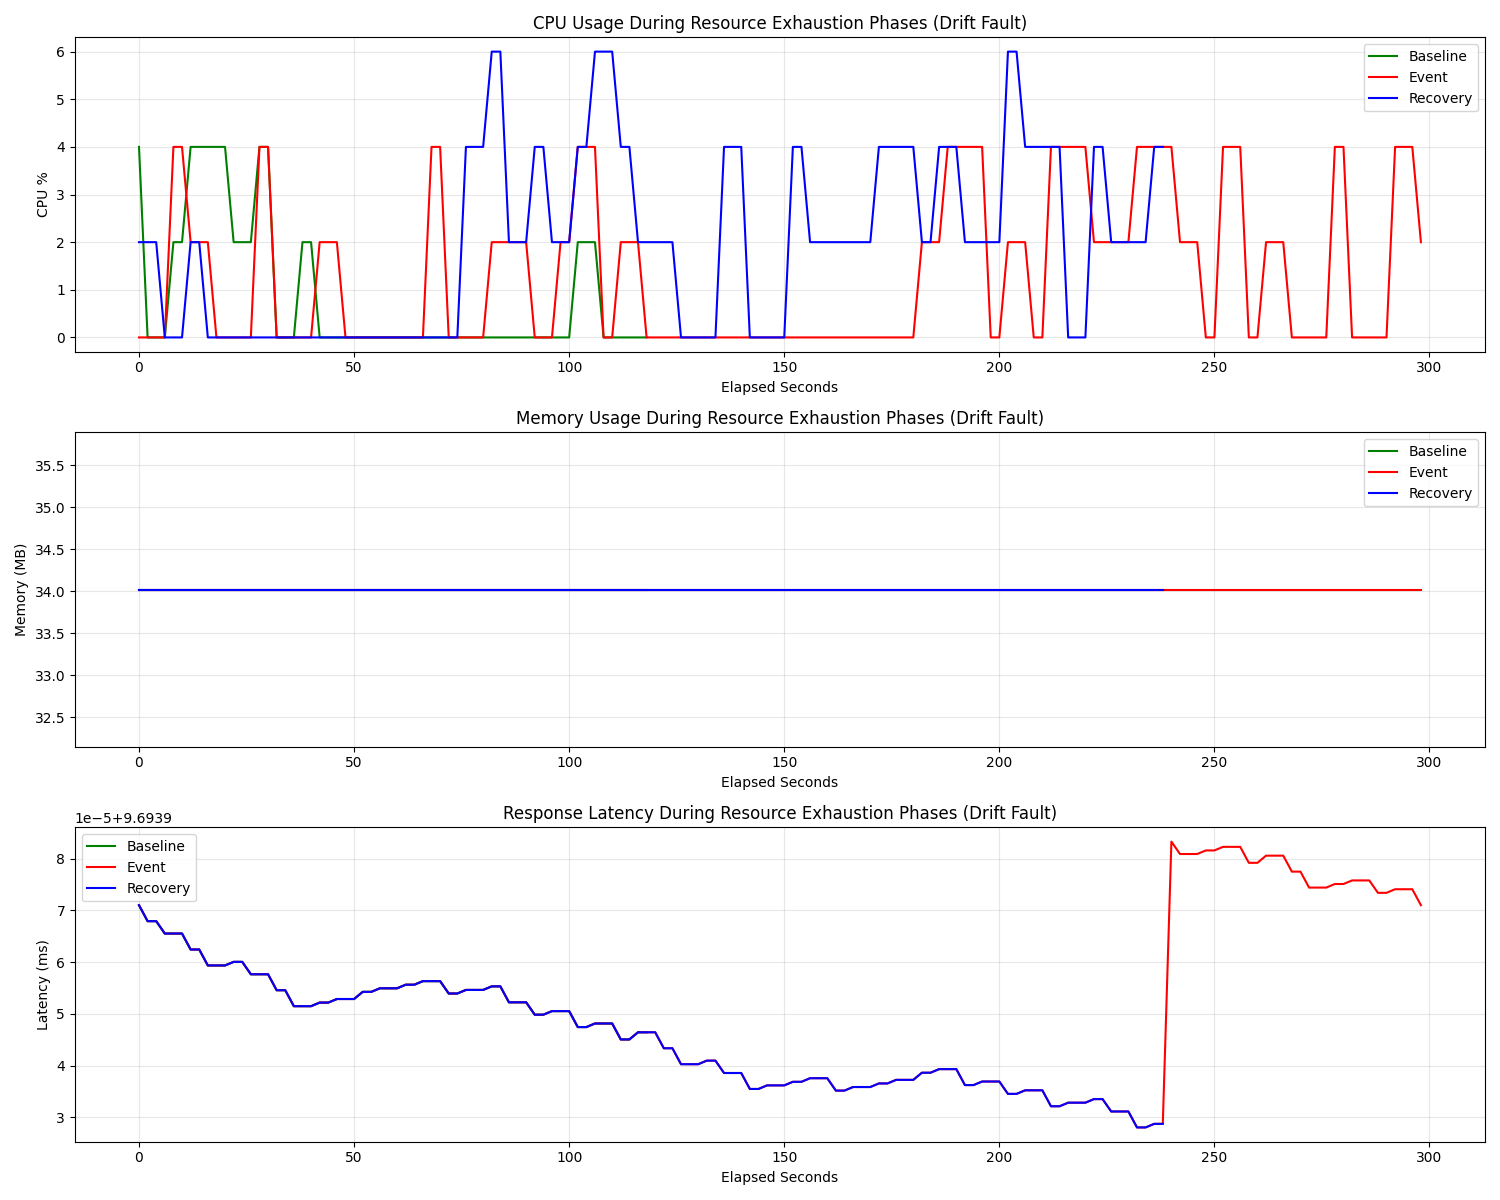 CPU Usage During Resource Exhaustion Phases (Drift Fault)
6
5
4
3
2
1
0
CPU %
Baseline
Event
Recovery
0
50
100
150
200
250
300
Elapsed Seconds
Memory Usage During Resource Exhaustion Phases (Drift Fault)
35.5
35.0
34.5
34.0
33.5
33.0
32.5
Memory (MB)
Baseline
Event
Recovery
0
50
100
150
200
250
300
Elapsed Seconds
Response Latency During Resource Exhaustion Phases (Drift Fault)
1e−5+9.6939
8
7
6
5
4
3
Latency (ms)
Baseline
Event
Recovery
0
50
100
150
200
250
300
Elapsed Seconds